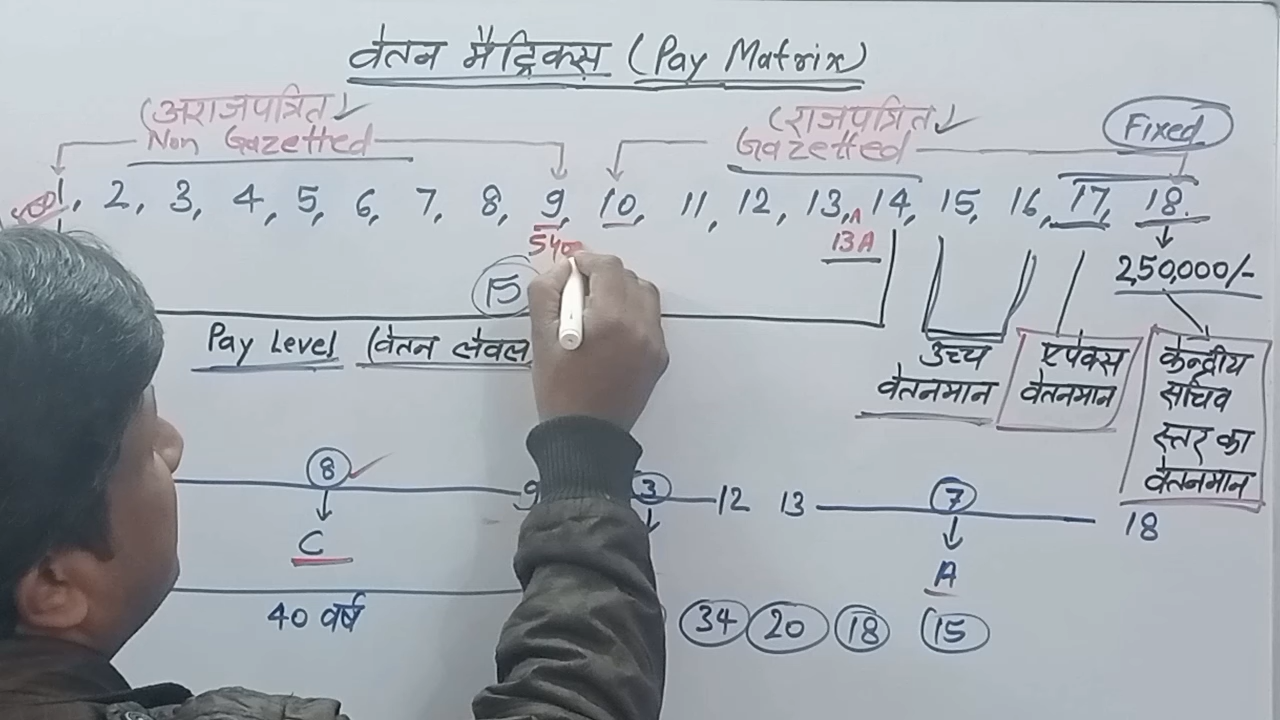 वेतन मैट्रिक्स (Pay Matrix)
(अराजपत्रित)
Non Gazetted
(राजपत्रित)
Gazetted
Fixed
1, 2, 3, 4, 5, 6, 7, 8, 9, 10, 11, 12, 13, 14, 15, 16, 17, 18.
A
13A
540
15
250,000/-
Pay Level (वेतन लेवल
उच्च
वेतनमान
एपेक्स
वेतनमान
केन्द्रीय
सचिव
स्तर का
वेतनमान
8 9 3 12 13 7 18
C
A
40 वर्ष
34 20 18 15